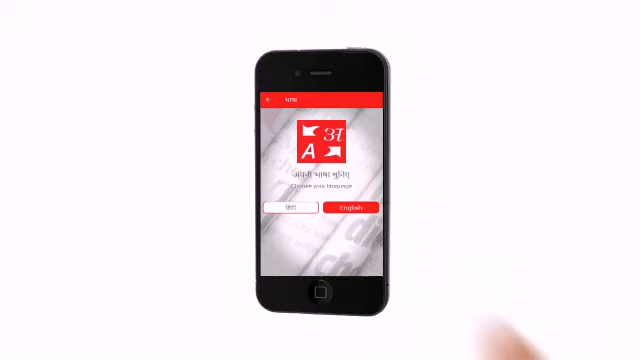 भाषा
अ
A
अपनी भाषा चुनिए
Choose your language
हिंदी
English